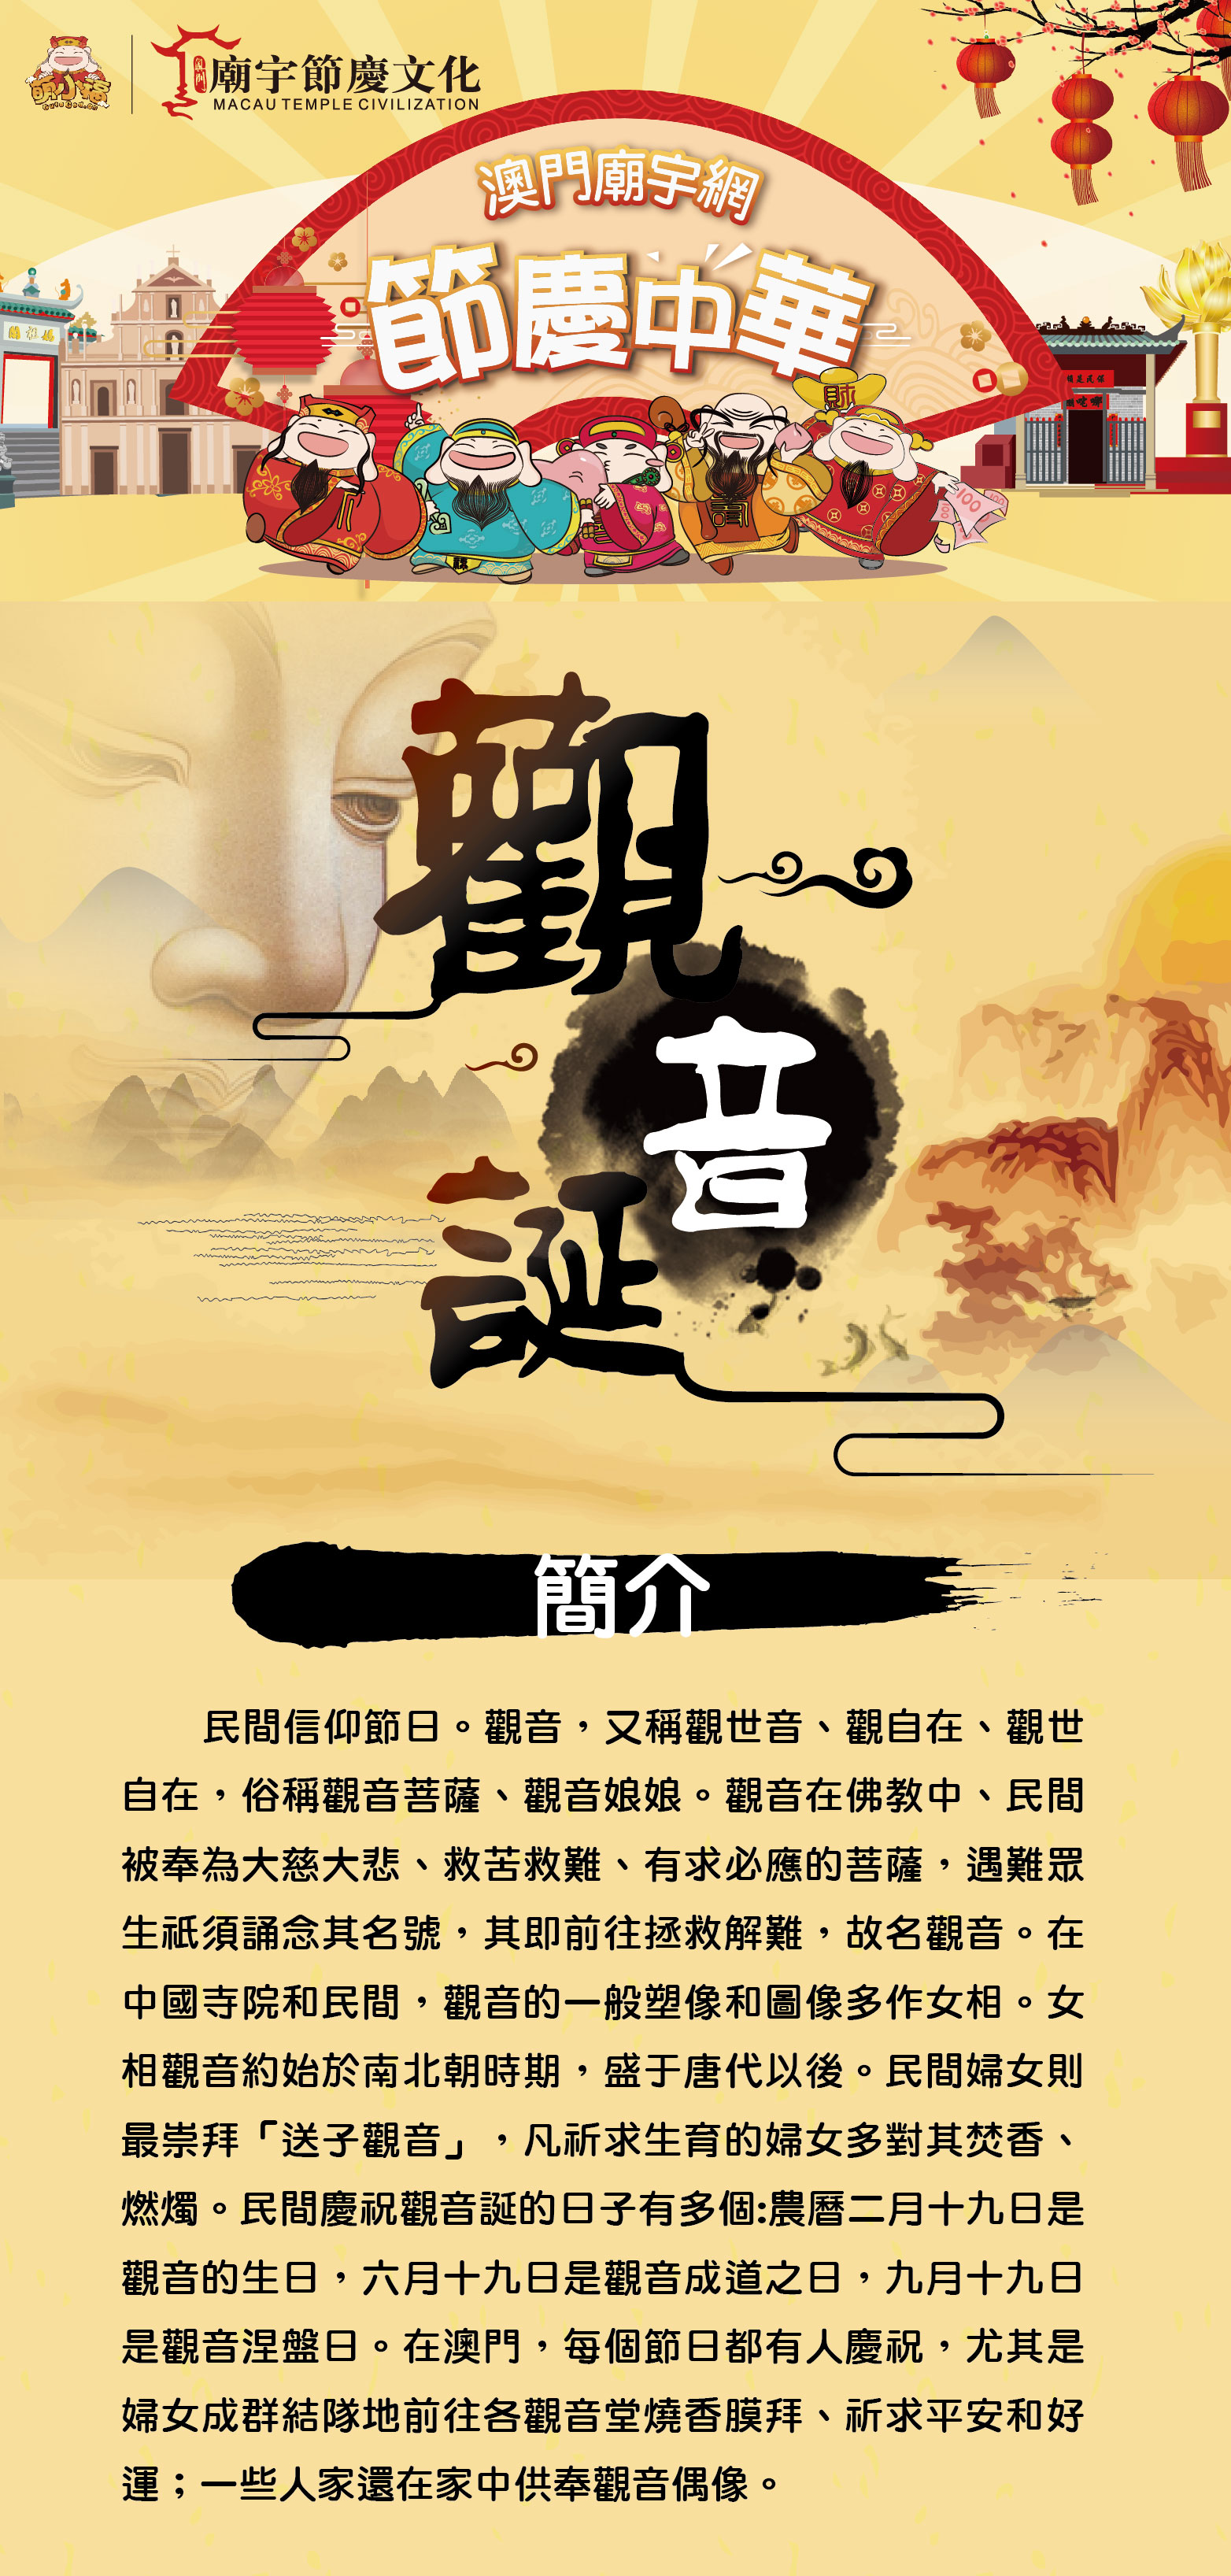 萌小福
澳門
廟宇節慶文化
MACAU TEMPLE CIVILIZATION
澳門廟宇網
節慶中華
財
100
100
觀
音
誕
簡介
民間信仰節日。觀音，又稱觀世音、觀自在、觀世
自在，俗稱觀音菩薩、觀音娘娘。觀音在佛教中、民間
被奉為大慈大悲、救苦救難、有求必應的菩薩，遇難眾
生祇須誦念其名號，其即前往拯救解難，故名觀音。在
中國寺院和民間，觀音的一般塑像和圖像多作女相。女
相觀音約始於南北朝時期，盛于唐代以後。民間婦女則
最崇拜「送子觀音」，凡祈求生育的婦女多對其焚香、
燃燭。民間慶祝觀音誕的日子有多個:農曆二月十九日是
觀音的生日，六月十九日是觀音成道之日，九月十九日
是觀音涅盤日。在澳門，每個節日都有人慶祝，尤其是
婦女成群結隊地前往各觀音堂燒香膜拜、祈求平安和好
運；一些人家還在家中供奉觀音偶像。